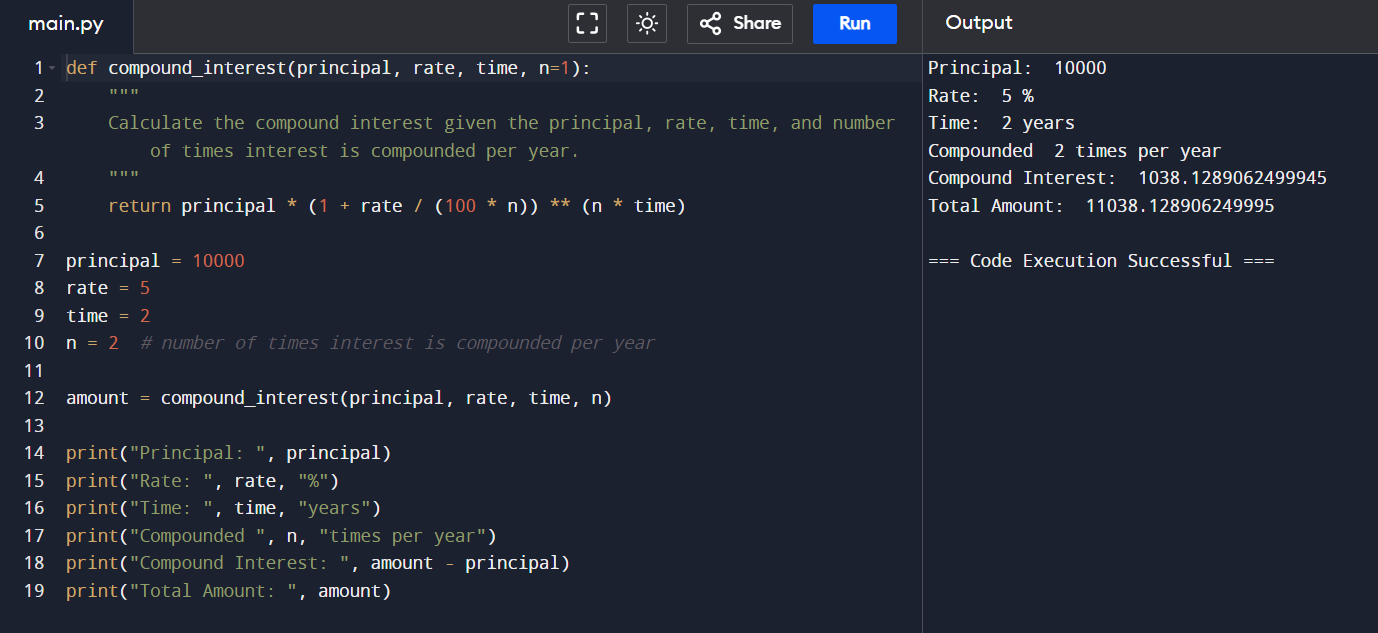 main.py
Share
Run
Output
1 def compound_interest(principal, rate, time, n=1):
2     """
3     Calculate the compound interest given the principal, rate, time, and number
        of times interest is compounded per year.
4     """
5     return principal * (1 + rate / (100 * n)) ** (n * time)
6
7 principal = 10000
8 rate = 5
9 time = 2
10 n = 2  # number of times interest is compounded per year
11
12 amount = compound_interest(principal, rate, time, n)
13
14 print("Principal: ", principal)
15 print("Rate: ", rate, "%")
16 print("Time: ", time, "years")
17 print("Compounded ", n, "times per year")
18 print("Compound Interest: ", amount - principal)
19 print("Total Amount: ", amount)
Principal:  10000
Rate:  5 %
Time:  2 years
Compounded  2 times per year
Compound Interest:  1038.1289062499945
Total Amount:  11038.128906249995
=== Code Execution Successful ===